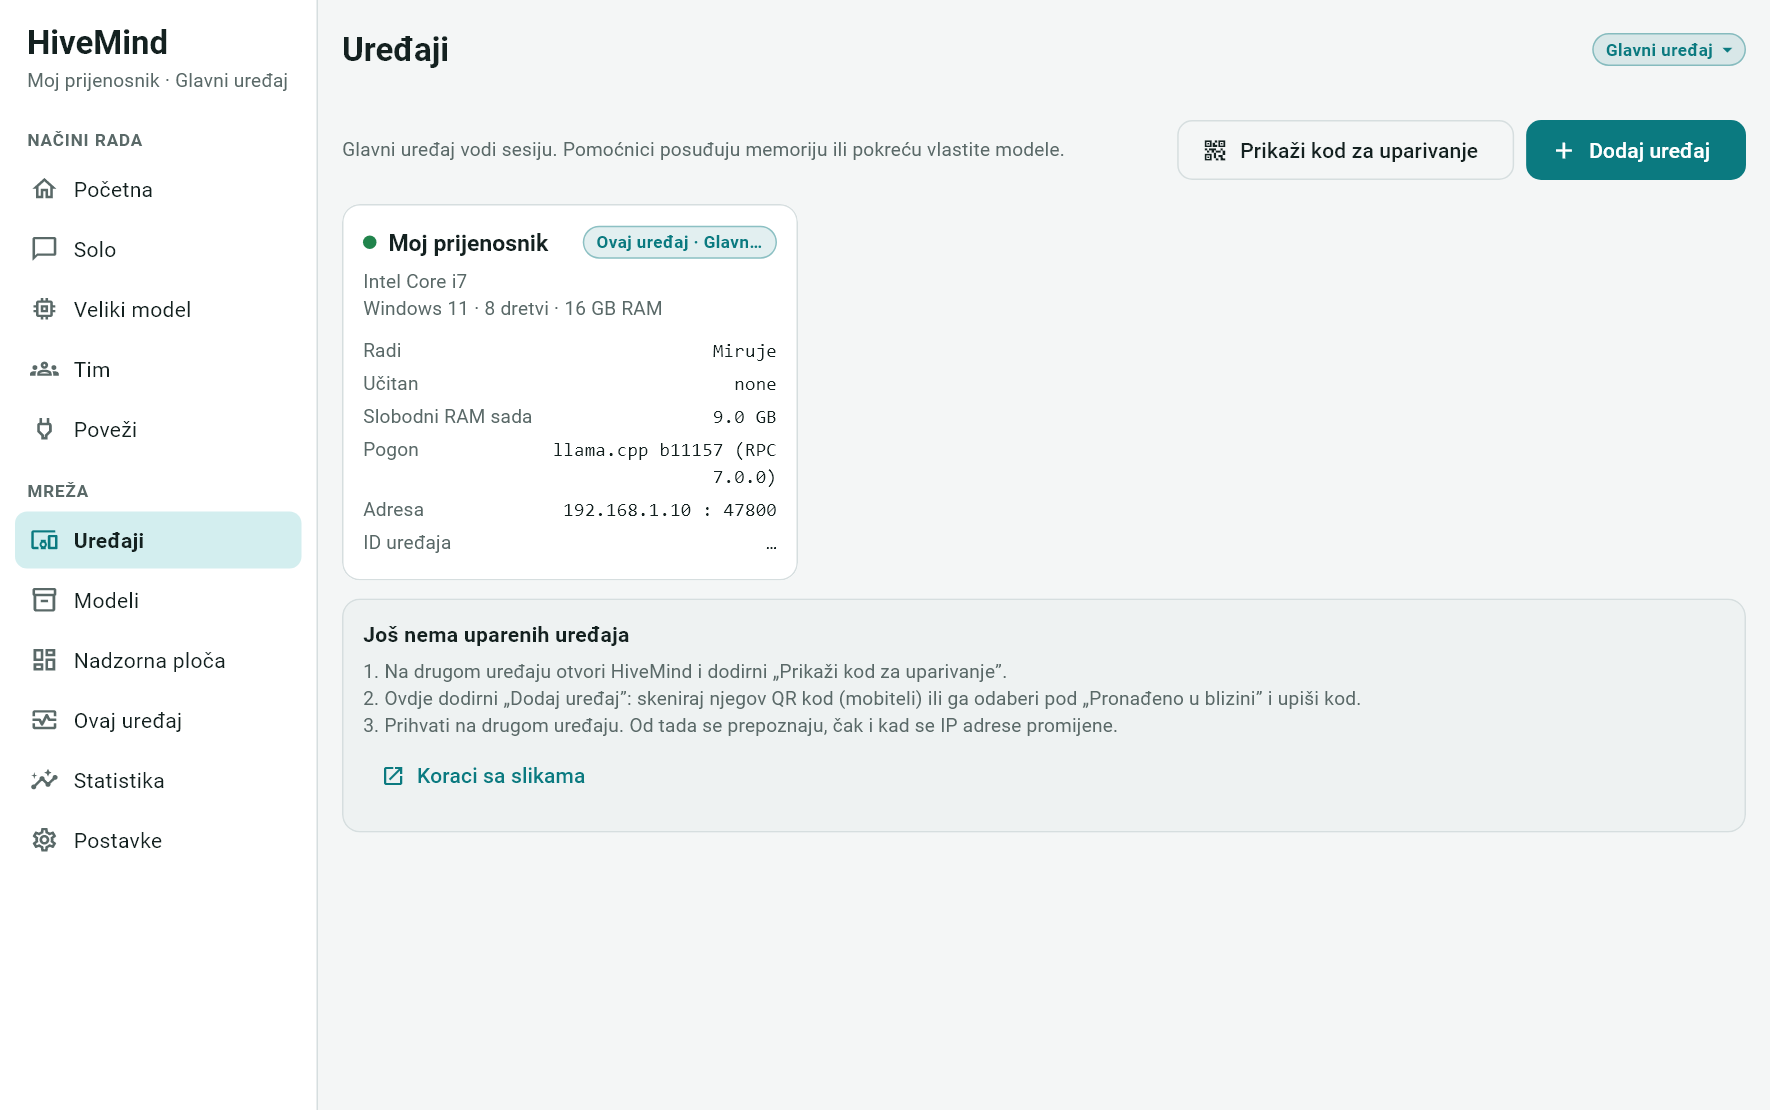 HiveMind
Moj prijenosnik · Glavni uređaj
NAČINI RADA
Početna
Solo
Veliki model
Tim
Poveži
MREŽA
Uređaji
Modeli
Nadzorna ploča
Ovaj uređaj
Statistika
Postavke
Uređaji
Glavni uređaj
Glavni uređaj vodi sesiju. Pomoćnici posuđuju memoriju ili pokreću vlastite modele.
Prikaži kod za uparivanje
Dodaj uređaj
Moj prijenosnik
Ovaj uređaj · Glavn…
Intel Core i7
Windows 11 · 8 dretvi · 16 GB RAM
Radi Miruje
Učitan none
Slobodni RAM sada 9.0 GB
Pogon llama.cpp b11157 (RPC
7.0.0)
Adresa 192.168.1.10 : 47800
ID uređaja …
Još nema uparenih uređaja
1. Na drugom uređaju otvori HiveMind i dodirni „Prikaži kod za uparivanje”.
2. Ovdje dodirni „Dodaj uređaj”: skeniraj njegov QR kod (mobiteli) ili ga odaberi pod „Pronađeno u blizini” i upiši kod.
3. Prihvati na drugom uređaju. Od tada se prepoznaju, čak i kad se IP adrese promijene.
Koraci sa slikama